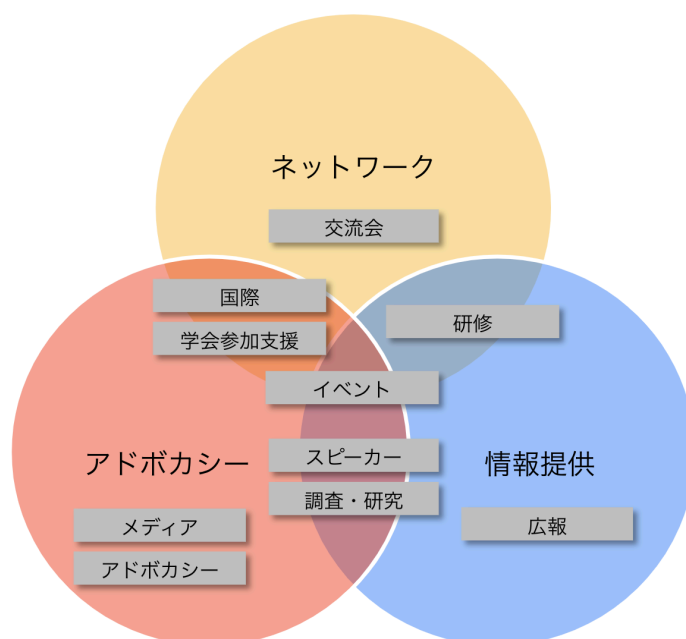 ネットワーク
交流会
国際
学会参加支援
研修
イベント
アドボカシー
スピーカー
調査・研究
情報提供
メディア
アドボカシー
広報